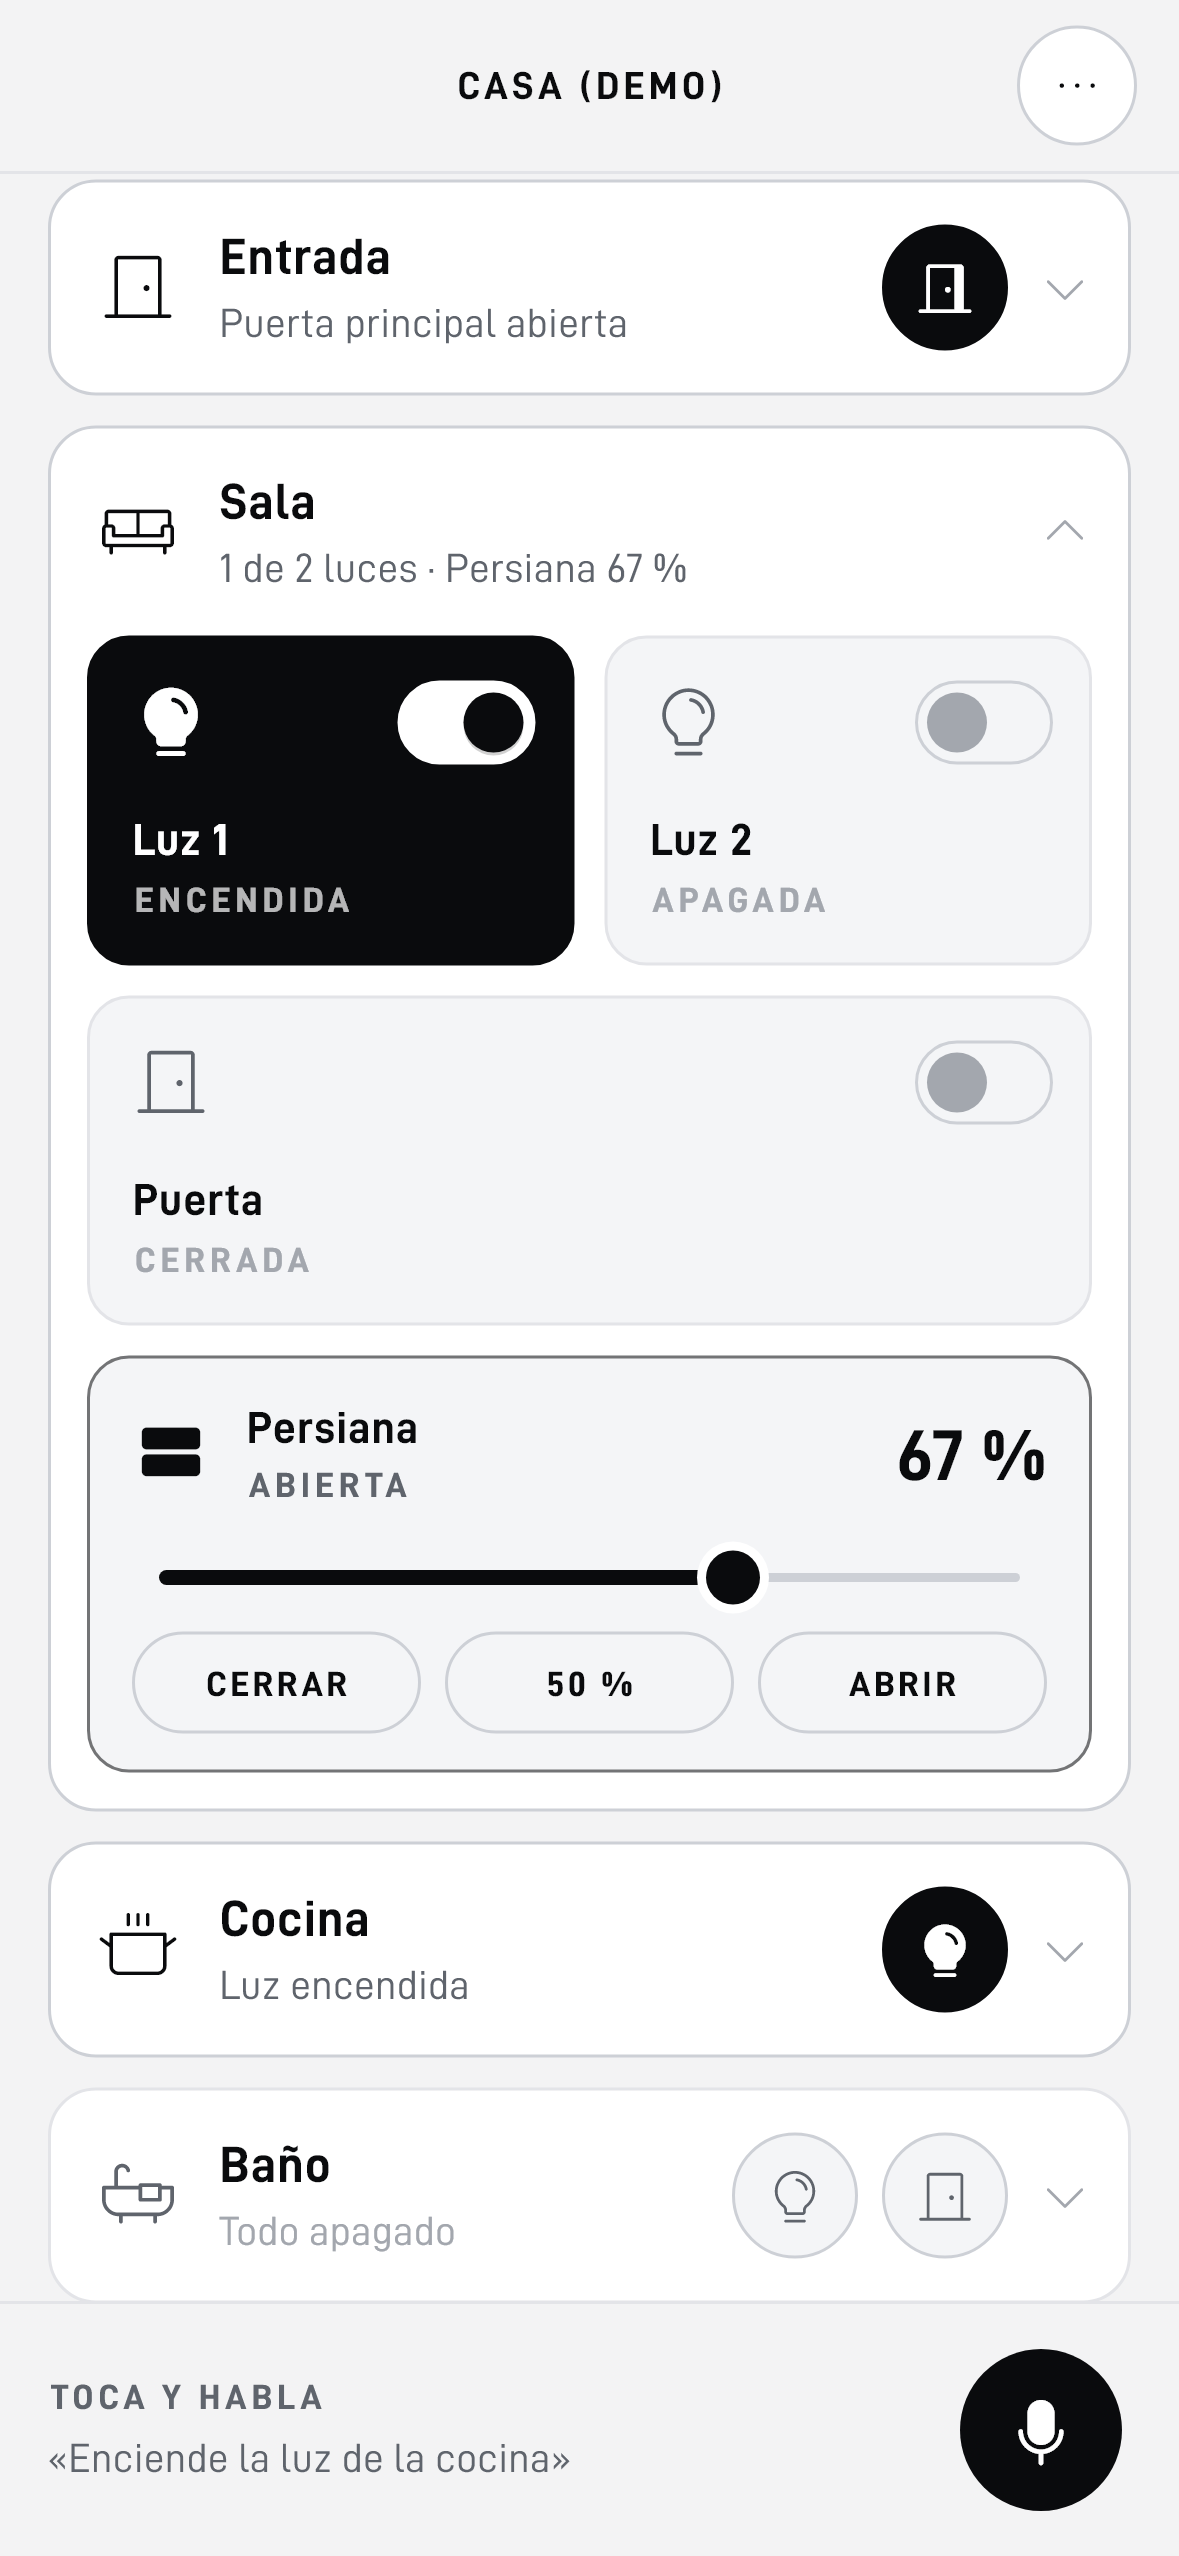 CASA (DEMO)
Entrada
Puerta principal abierta
Sala
1 de 2 luces · Persiana 67 %
Luz 1
ENCENDIDA
Luz 2
APAGADA
Puerta
CERRADA
Persiana
ABIERTA
67 %
CERRAR
50 %
ABRIR
Cocina
Luz encendida
Baño
Todo apagado
TOCA Y HABLA
«Enciende la luz de la cocina»